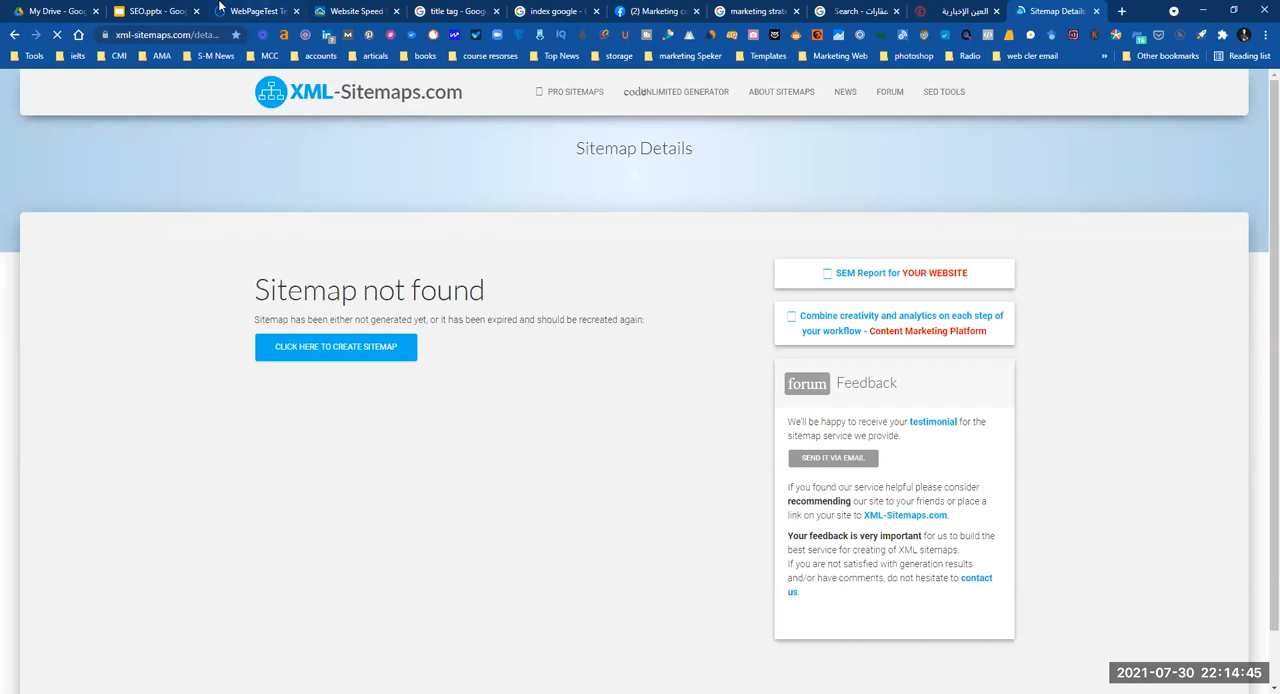 My Drive - Goog
SEO.pptx - Goog
WebPageTest Te
Website Speed
title tag - Goog
index google - G
(2) Marketing co
marketing strat
عقارات - Search
العين الإخبارية
Sitemap Details
xml-sitemaps.com/deta...
Tools
ielts
CMI
AMA
S-M News
MCC
accounts
articals
books
course resorses
Top News
storage
marketing Speker
Templates
Marketing Web
photoshop
Radio
web cler email
»
Other bookmarks
Reading list
XML-Sitemaps.com
PRO SITEMAPS
NLIMITED GENERATOR
ABOUT SITEMAPS
NEWS
FORUM
SEO TOOLS
Sitemap Details
Sitemap not found
Sitemap has been either not generated yet, or it has been expired and should be recreated again:
CLICK HERE TO CREATE SITEMAP
SEM Report for YOUR WEBSITE
Combine creativity and analytics on each step of
your workflow - Content Marketing Platform
forum Feedback
We'll be happy to receive your testimonial for the
sitemap service we provide.
SEND IT VIA EMAIL
If you found our service helpful please consider
recommending our site to your friends or place a
link on your site to XML-Sitemaps.com.
Your feedback is very important for us to build the
best service for creating of XML sitemaps.
If you are not satisfied with generation results
and/or have comments, do not hesitate to contact
us.
2021-07-30 22:14:45